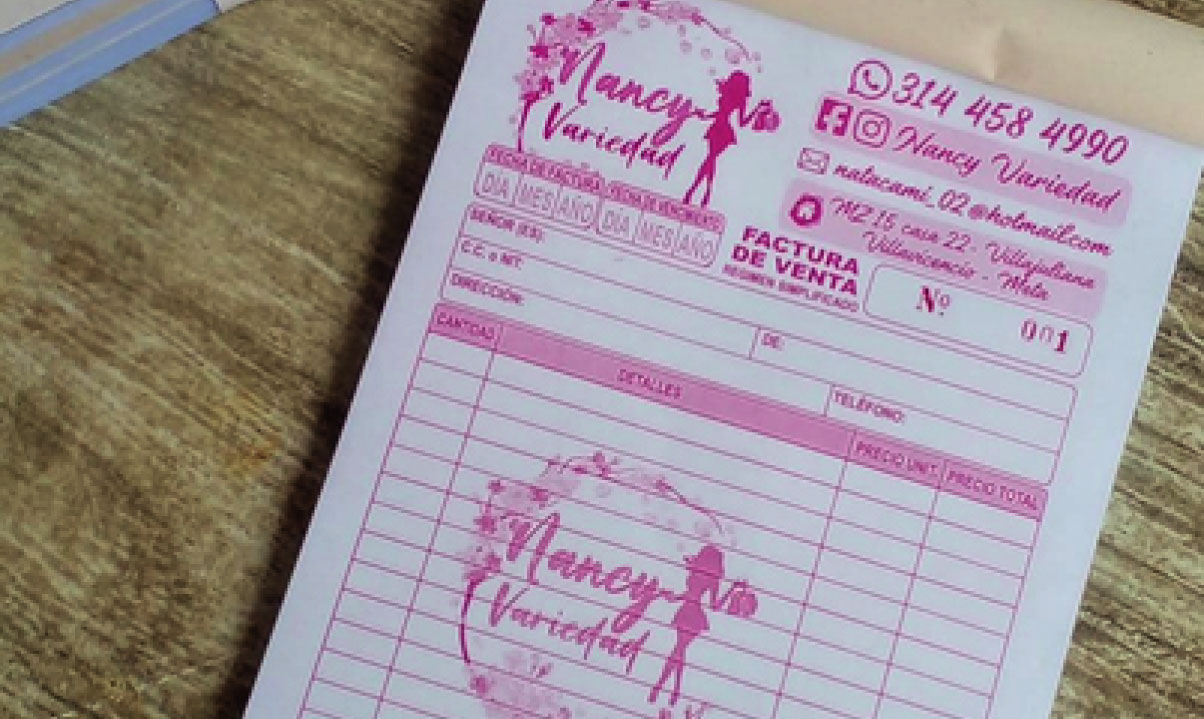 Nancy
Variedad
314 458 4990
Nancy Variedad
natacami_02@hotmail.com
MZ 15 casa 22 - Villajuliana
Villavicencio - Meta
FECHA DE FACTURA FECHA DE VENCIMIENTO
DÍA MES AÑO DÍA MES AÑO
FACTURA
DE VENTA
RÉGIMEN SIMPLIFICADO
Nº 001
SEÑOR (ES):
C.C. o NIT:
DE:
DIRECCIÓN:
TELÉFONO:
CANTIDAD DETALLES PRECIO UNIT. PRECIO TOTAL
Nancy
Variedad